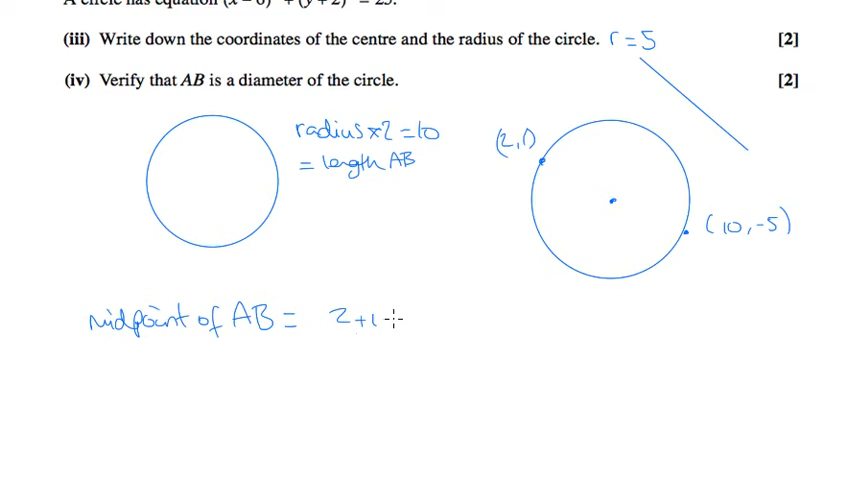 A circle has equation (x – 6)² + (y + 2)² = 25.
(iii) Write down the coordinates of the centre and the radius of the circle. r = 5 [2]
(iv) Verify that AB is a diameter of the circle. [2]
radius x2 = 10
= length AB
(2,1)
(10, -5)
midpoint of AB = 2 + 1